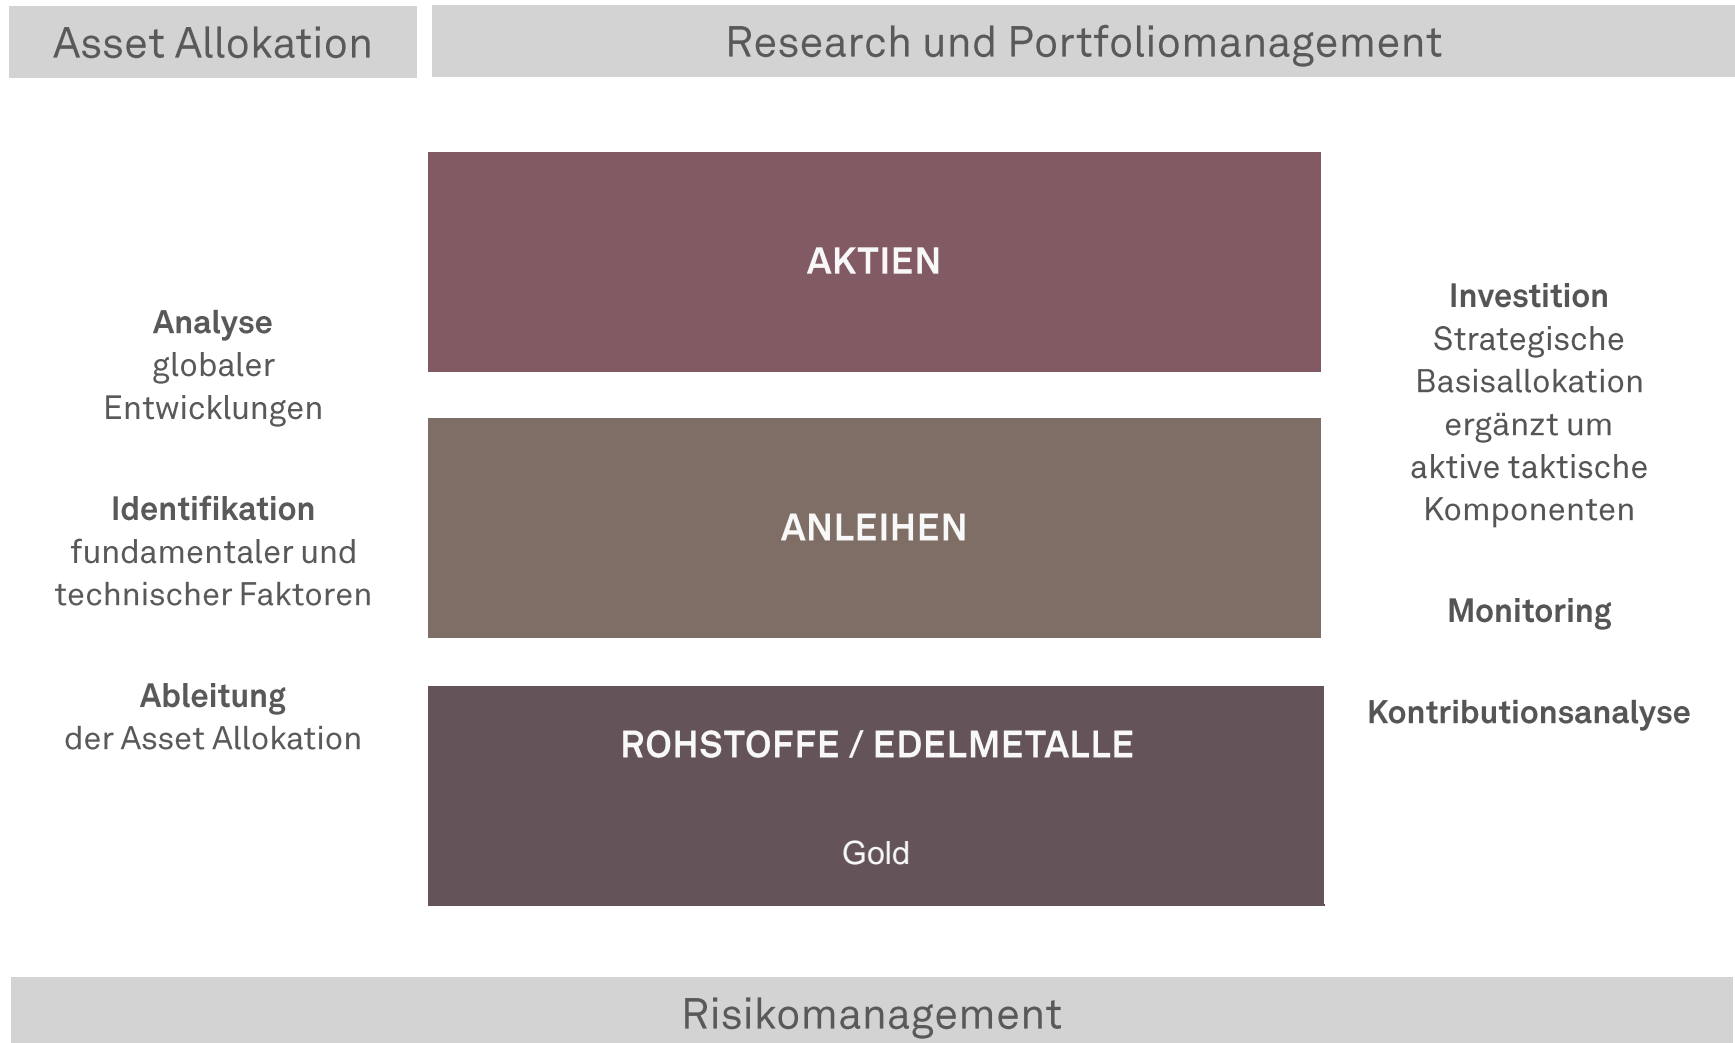 Asset Allokation
Research und Portfoliomanagement
Analyse
globaler
Entwicklungen
Identifikation
fundamentaler und
technischer Faktoren
Ableitung
der Asset Allokation
AKTIEN
ANLEIHEN
ROHSTOFFE / EDELMETALLE
Gold
Investition
Strategische
Basisallokation
ergänzt um
aktive taktische
Komponenten
Monitoring
Kontributionsanalyse
Risikomanagement